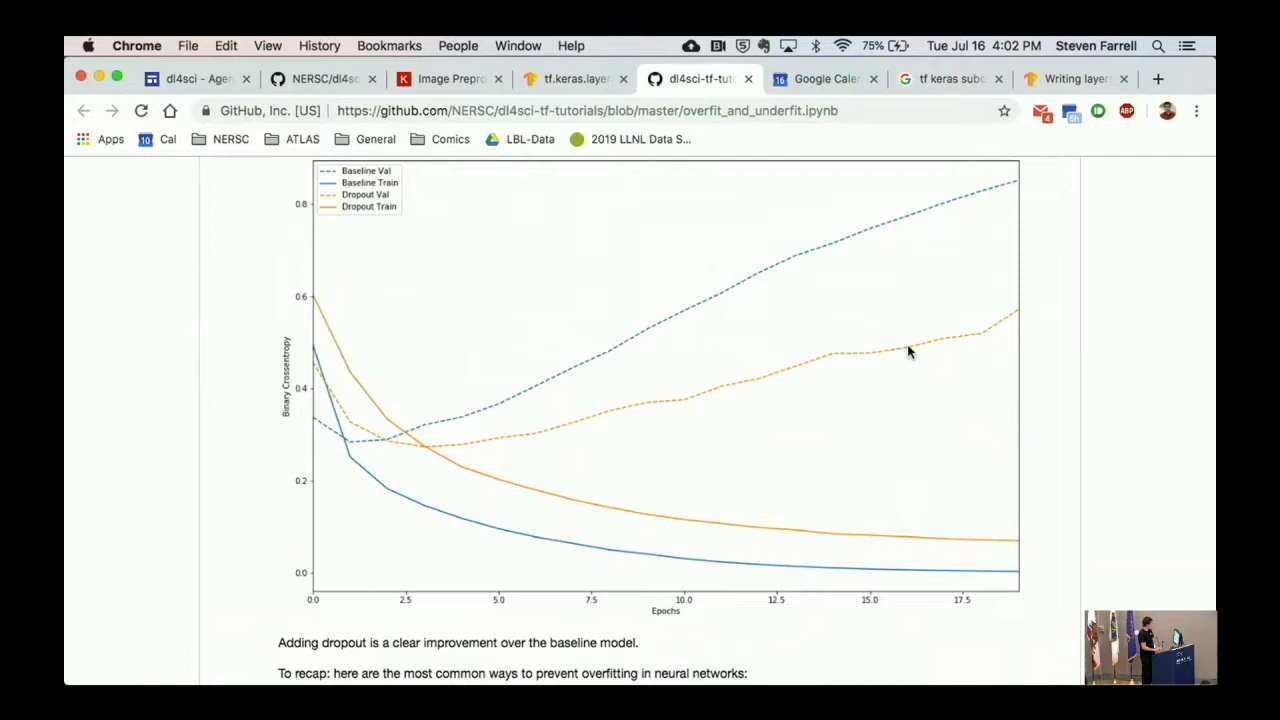 Chrome File Edit View History Bookmarks People Window Help 75% Tue Jul 16 4:02 PM Steven Farrell
dl4sci - Agen NERSC/dl4sc Image Prepro tf.keras.layer dl4sci-tf-tuto Google Caler tf keras subc Writing layer
GitHub, Inc. [US] https://github.com/NERSC/dl4sci-tf-tutorials/blob/master/overfit_and_underfit.ipynb
Apps Cal NERSC ATLAS General Comics LBL-Data 2019 LLNL Data S...
Baseline Val
Baseline Train
Dropout Val
Dropout Train
0.8
0.6
0.4
0.2
0.0
Binary Crossentropy
0.0 2.5 5.0 7.5 10.0 12.5 15.0 17.5
Epochs
Adding dropout is a clear improvement over the baseline model.
To recap: here are the most common ways to prevent overfitting in neural networks: